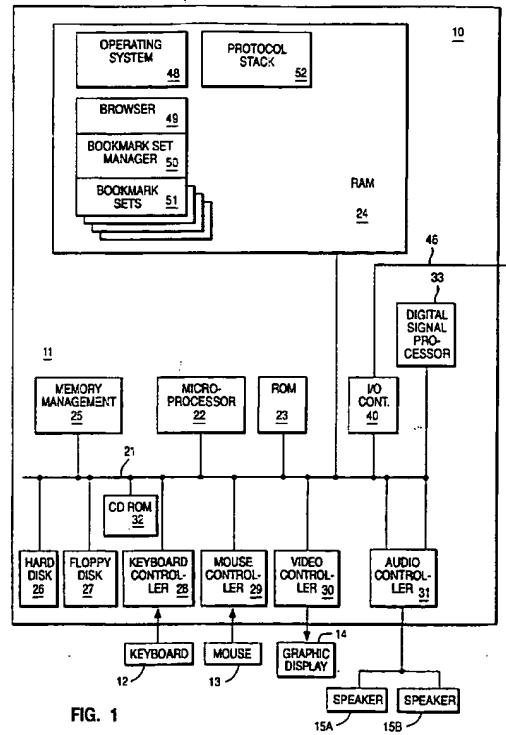 10
OPERATING
SYSTEM
48
PROTOCOL
STACK
52
BROWSER
49
BOOKMARK SET
MANAGER
50
BOOKMARK
SETS
51
RAM
24
46
33
DIGITAL
SIGNAL
PRO-
CESSOR
11
MEMORY
MANAGEMENT
25
MICRO-
PROCESSOR
22
ROM
23
I/O
CONT.
40
21
CD ROM
32
HARD
DISK
26
FLOPPY
DISK
27
KEYBOARD
CONTROL-
LER 28
MOUSE
CONTROL-
LER 29
VIDEO
CONTROL-
LER 30
AUDIO
CONTROL-
LER 31
KEYBOARD
12
MOUSE
13
14
GRAPHIC
DISPLAY
SPEAKER
15A
SPEAKER
15B
FIG. 1